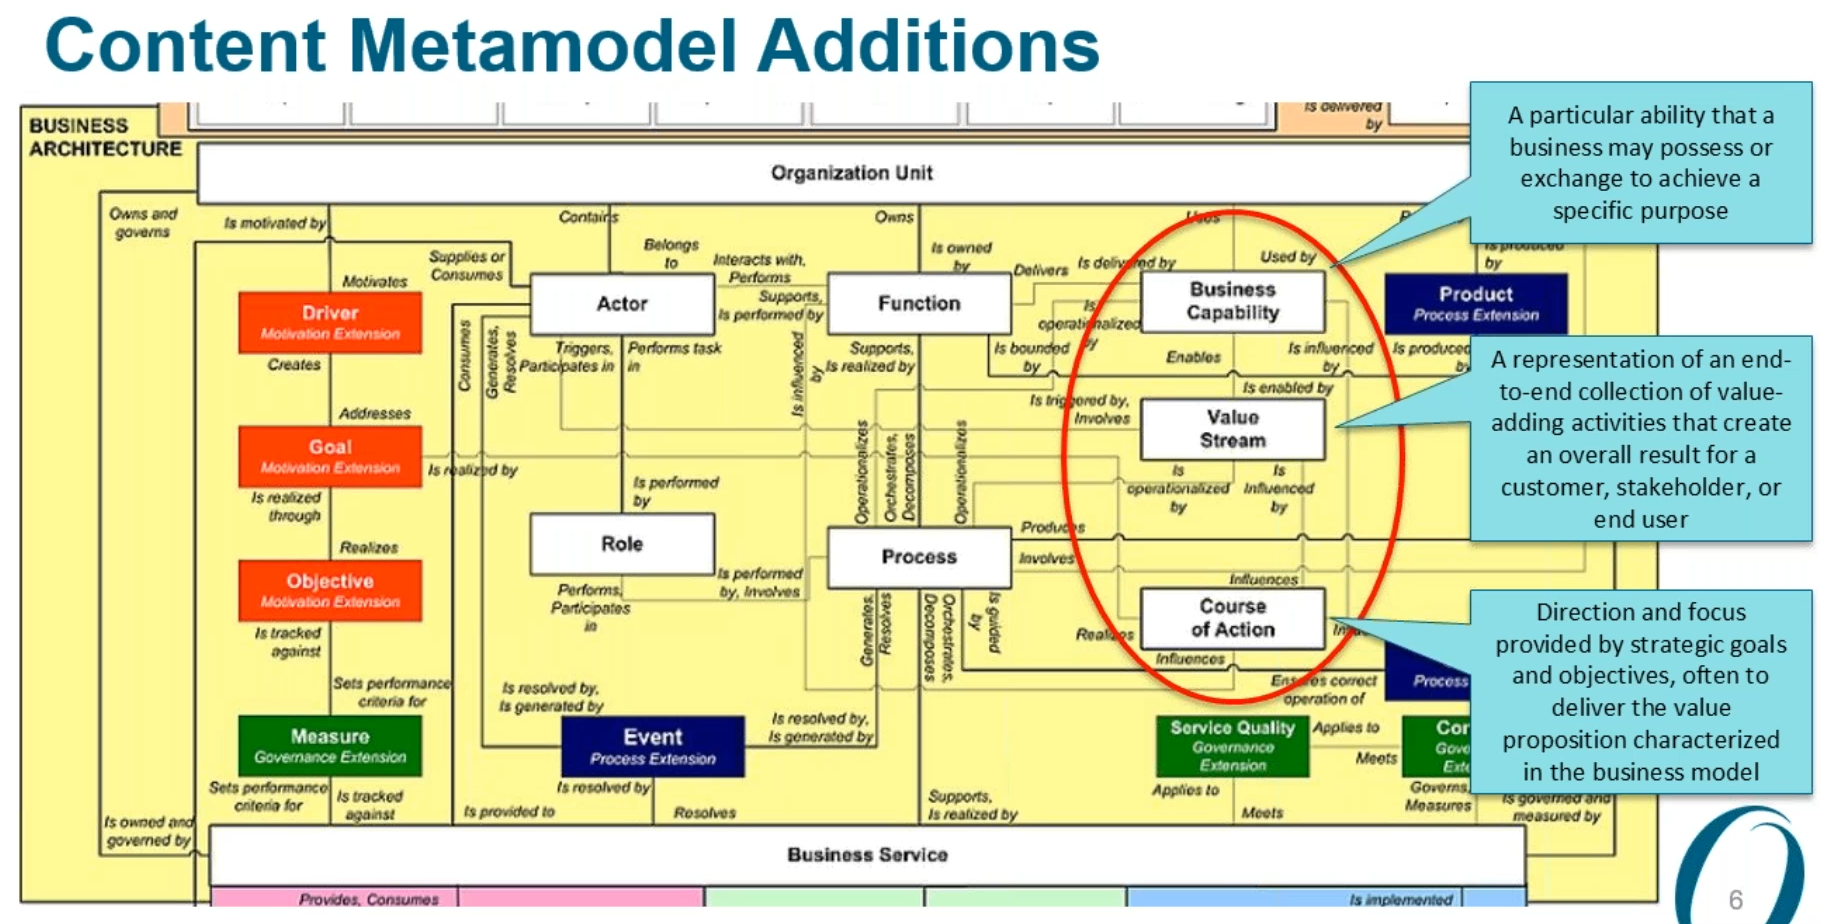 Content Metamodel Additions
BUSINESS
ARCHITECTURE
Is delivered
by
Organization Unit
Owns and
governs
Is motivated by
Contains
Owns
Uses
Supplies or
Consumes
Belongs
to
Interacts with,
Performs
Is owned
by
Delivers
Is delivered by
Used by
Is produced
by
Motivates
Driver
Motivation Extension
Creates
Actor
Supports,
Is performed by
Function
Is
operationalized
by
Business
Capability
Product
Process Extension
Consumes
Generates,
Resolves
Triggers,
Participates in
Performs task
in
Is influenced
by
Supports,
Is realized by
Is bounded
by
Enables
Is influenced
by
Is produced
by
Is enabled by
Addresses
Goal
Motivation Extension
Is realized by
Is triggered by,
Involves
Value
Stream
Operationalizes
Orchestrates,
Decomposes
Operationalizes
Is
operationalized
by
Is
Influenced
by
Is realized
through
Is performed
by
Realizes
Role
Process
Produces
Involves
Objective
Motivation Extension
Performs,
Participates
in
Is performed
by, Involves
Influences
Course
of Action
Generates,
Resolves
Orchestrates,
Decomposes
Is guided
by
Realizes
Influences
Is tracked
against
Sets performance
criteria for
Is resolved by,
Is generated by
Is resolved by,
Is generated by
Ensures correct
operation of
Process
Measure
Governance Extension
Event
Process Extension
Service Quality
Governance
Extension
Applies to
Meets
Cor
Gove
Exte
Sets performance
criteria for
Is tracked
against
Is resolved by
Applies to
Governs,
Measures
Is governed and
measured by
Is owned and
governed by
Is provided to
Resolves
Supports,
Is realized by
Meets
Business Service
Provides, Consumes
Is implemented
A particular ability that a
business may possess or
exchange to achieve a
specific purpose
A representation of an end-
to-end collection of value-
adding activities that create
an overall result for a
customer, stakeholder, or
end user
Direction and focus
provided by strategic goals
and objectives, often to
deliver the value
proposition characterized
in the business model
6